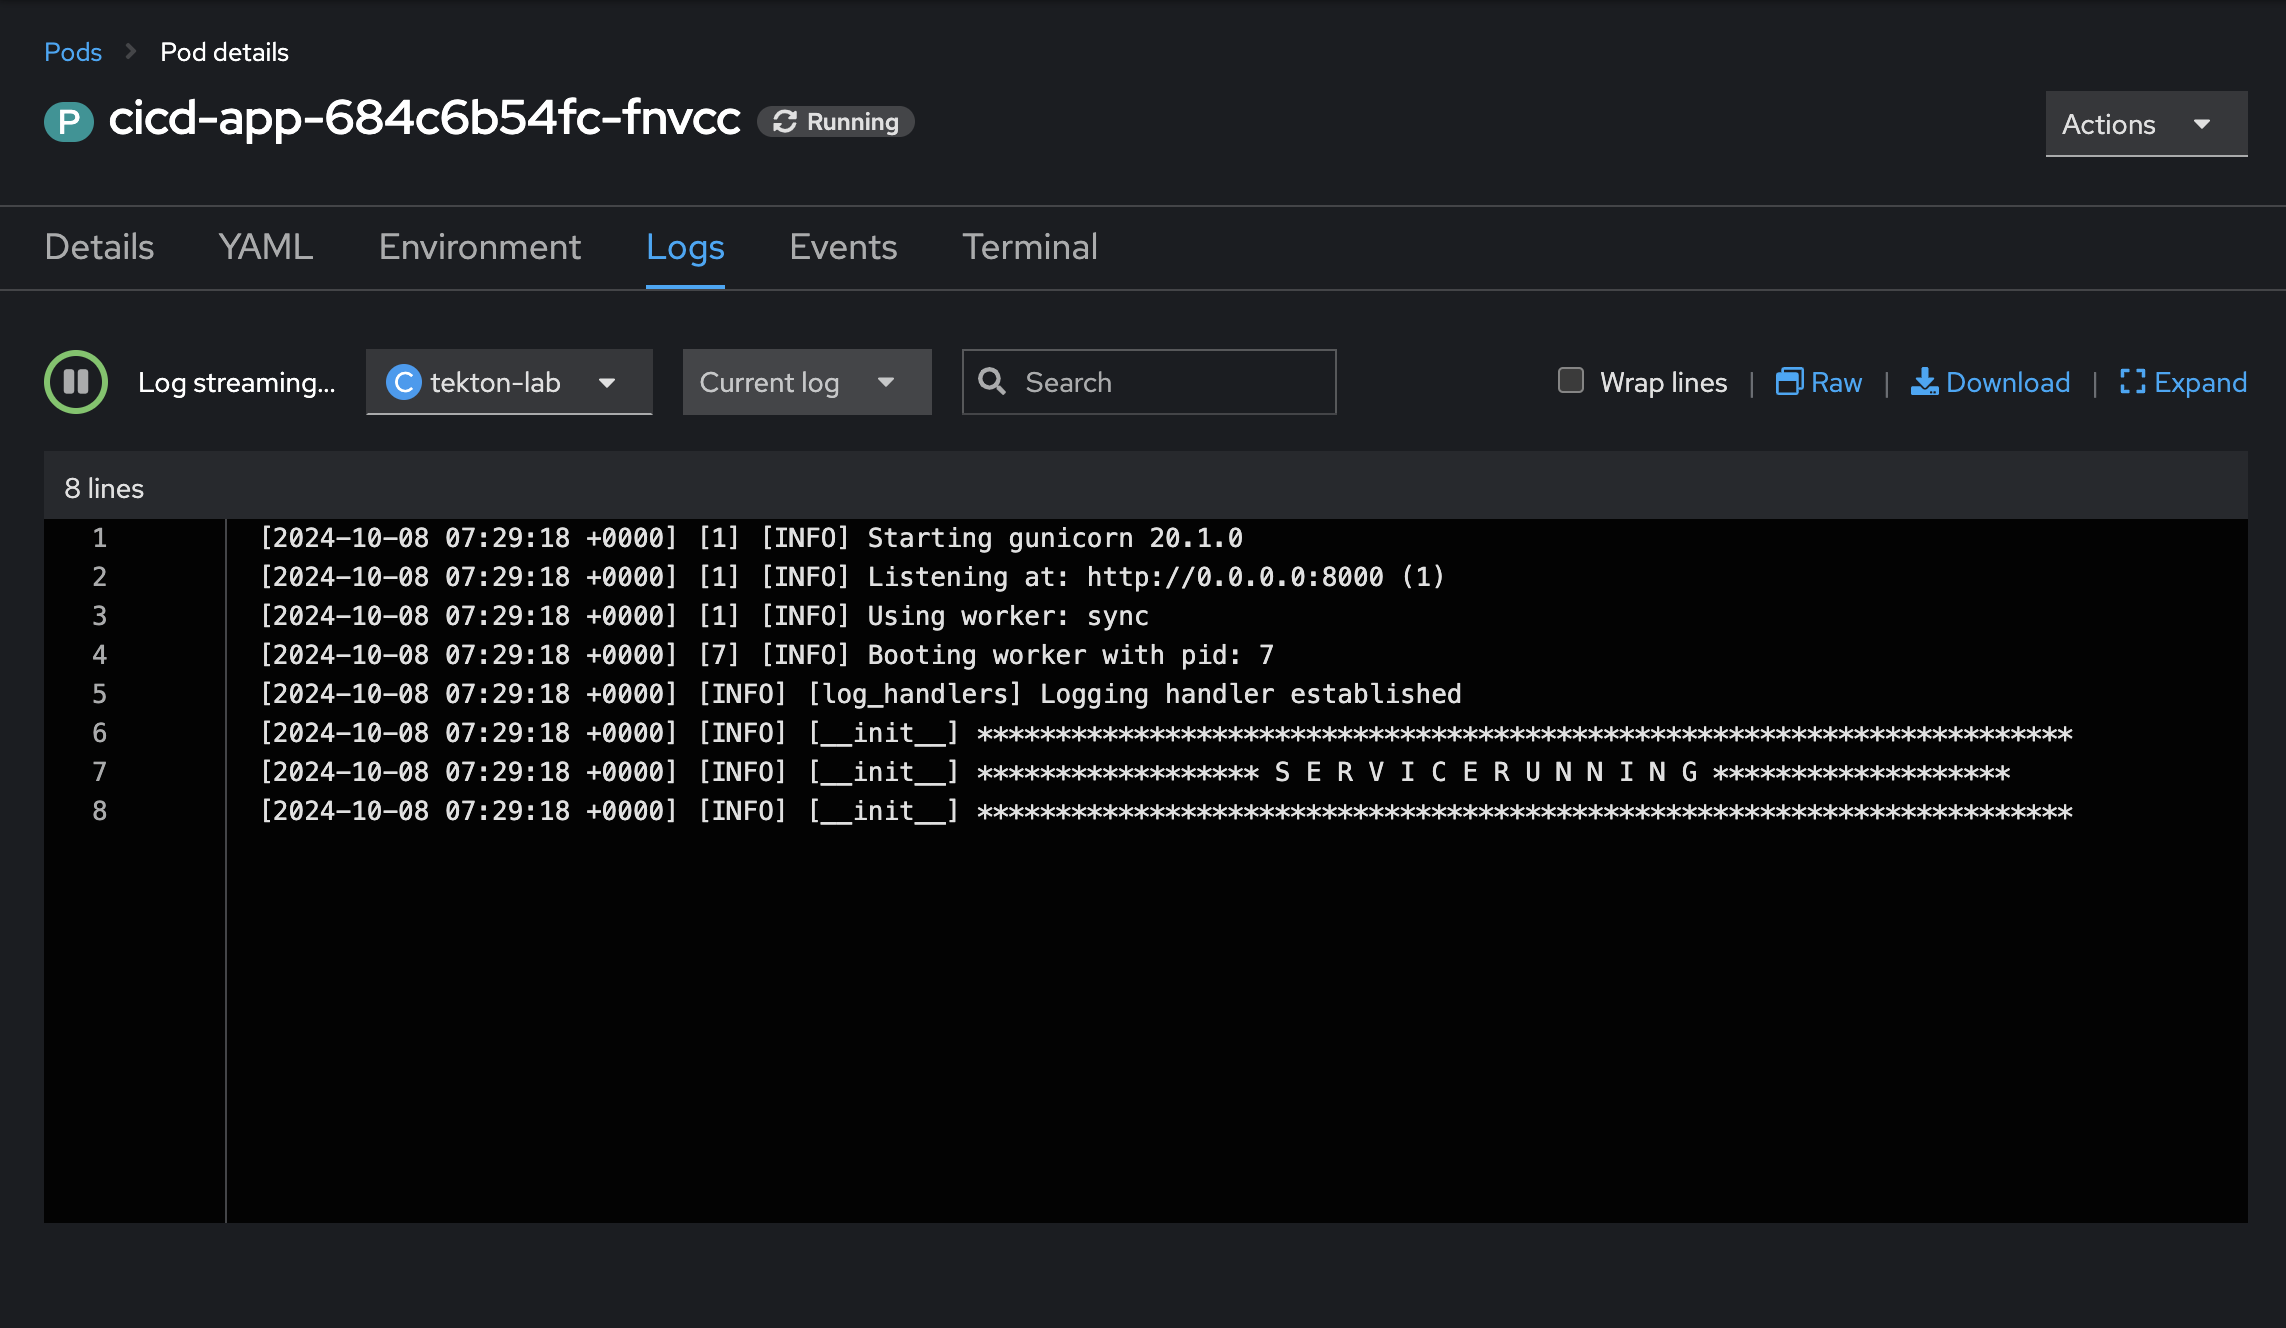 Pods > Pod details
P cicd-app-684c6b54fc-fnvcc Running
Actions
Details YAML Environment Logs Events Terminal
Log streaming... C tekton-lab Current log Search Wrap lines | Raw | Download | Expand
8 lines
1 [2024-10-08 07:29:18 +0000] [1] [INFO] Starting gunicorn 20.1.0
2 [2024-10-08 07:29:18 +0000] [1] [INFO] Listening at: http://0.0.0.0:8000 (1)
3 [2024-10-08 07:29:18 +0000] [1] [INFO] Using worker: sync
4 [2024-10-08 07:29:18 +0000] [7] [INFO] Booting worker with pid: 7
5 [2024-10-08 07:29:18 +0000] [INFO] [log_handlers] Logging handler established
6 [2024-10-08 07:29:18 +0000] [INFO] [__init__] **********************************************************************
7 [2024-10-08 07:29:18 +0000] [INFO] [__init__] ****************** S E R V I C E R U N N I N G *******************
8 [2024-10-08 07:29:18 +0000] [INFO] [__init__] **********************************************************************